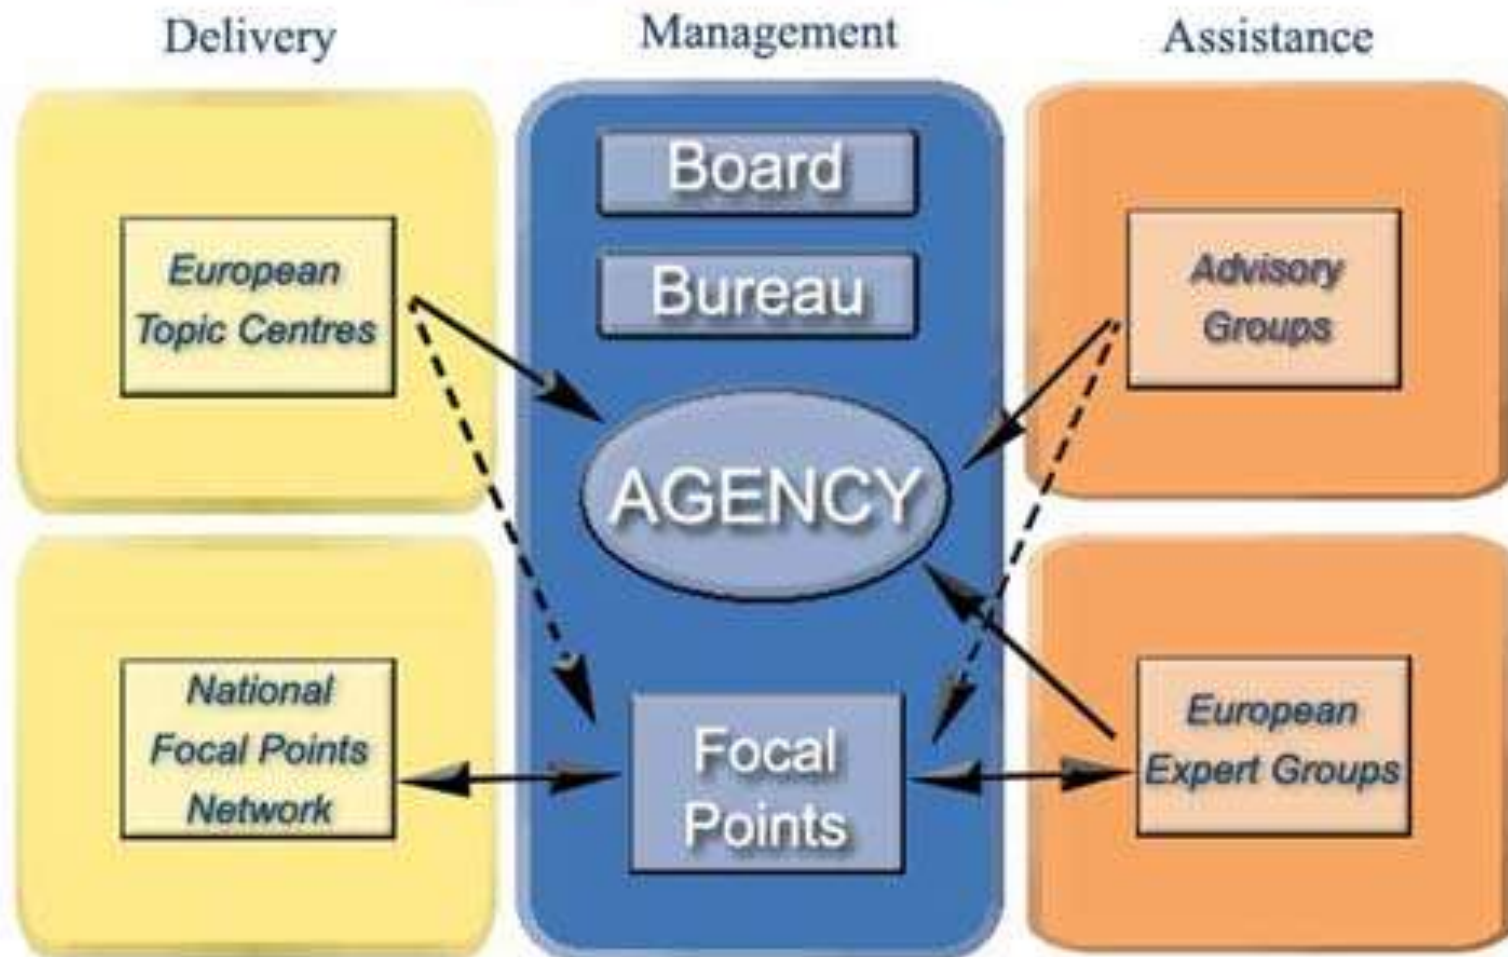 Delivery
Management
Assistance
European
Topic Centres
National
Focal Points
Network
Board
Bureau
AGENCY
Focal
Points
Advisory
Groups
European
Expert Groups